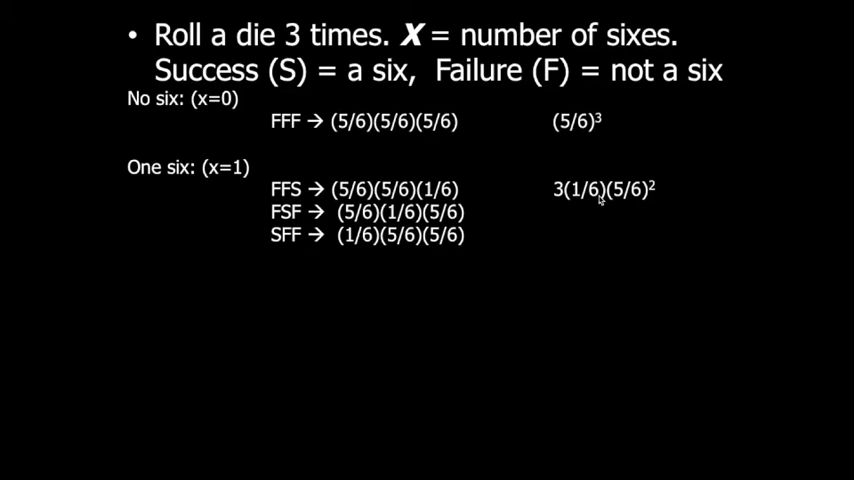 • Roll a die 3 times. X = number of sixes.
Success (S) = a six, Failure (F) = not a six
No six: (x=0)
FFF → (5/6)(5/6)(5/6) (5/6)³
One six: (x=1)
FFS → (5/6)(5/6)(1/6) 3(1/6)(5/6)²
FSF → (5/6)(1/6)(5/6)
SFF → (1/6)(5/6)(5/6)